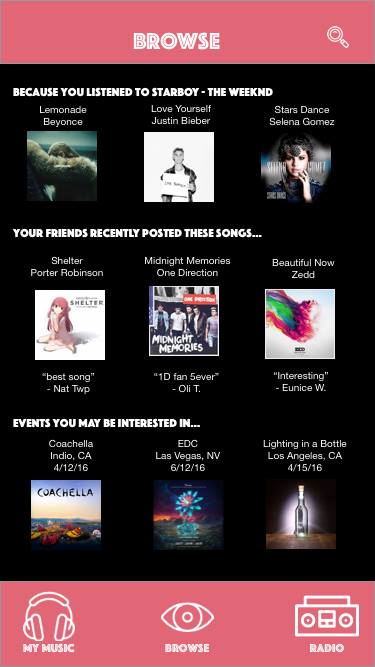 BROWSE
BECAUSE YOU LISTENED TO STARBOY - THE WEEKND
Lemonade
Beyonce
Love Yourself
Justin Bieber
Stars Dance
Selena Gomez
SELENA GOMEZ
STARS DANCE
YOUR FRIENDS RECENTLY POSTED THESE SONGS...
Shelter
Porter Robinson
Midnight Memories
One Direction
Beautiful Now
Zedd
SHELTER
ONE DIRECTION
MIDNIGHT
MEMORIES
"best song"
- Nat Twp
"1D fan 5ever"
- Oli T.
"Interesting"
- Eunice W.
EVENTS YOU MAY BE INTERESTED IN...
Coachella
Indio, CA
4/12/16
EDC
Las Vegas, NV
6/12/16
Lighting in a Bottle
Los Angeles, CA
4/15/16
COACHELLA
MY MUSIC
BROWSE
RADIO